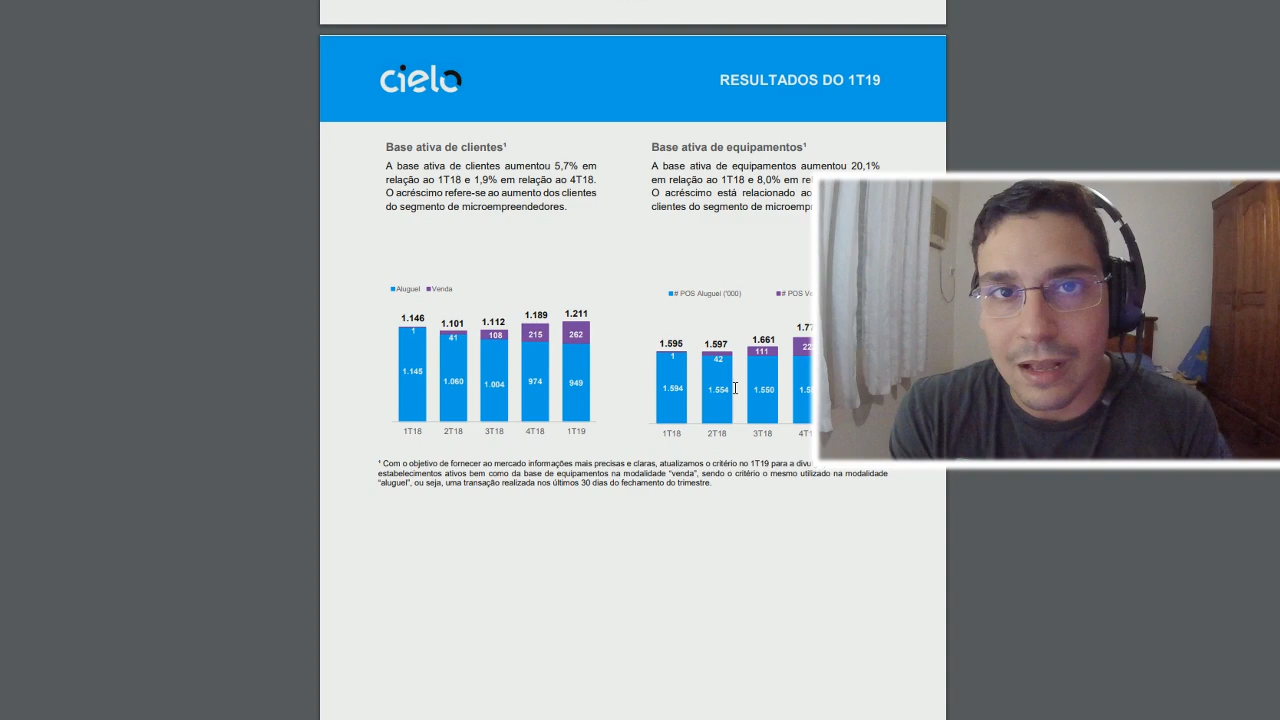 cielo
RESULTADOS DO 1T19
Base ativa de clientes¹
A base ativa de clientes aumentou 5,7% em
relação ao 1T18 e 1,9% em relação ao 4T18.
O acréscimo refere-se ao aumento dos clientes
do segmento de microempreendedores.
Base ativa de equipamentos¹
A base ativa de equipamentos aumentou 20,1%
em relação ao 1T18 e 8,0% em
O acréscimo está relacionado ao
clientes do segmento de
Aluguel Venda
1.146 1.101 1.112 1.189 1.211
1 41 108 215 262
1.145 1.060 1.004 974 949
1T18 2T18 3T18 4T18 1T19
# POS Aluguel ('000) # POS
1.595 1.597 1.661
1 42 111
1.594 1.554 1.550
1T18 2T18 3T18
¹ Com o objetivo de fornecer ao mercado informações mais precisas e claras, atualizamos o critério no 1T19 para a
estabelecimentos ativos bem como da base de equipamentos na modalidade “venda”, sendo o critério o mesmo utilizado na modalidade
“aluguel”, ou seja, uma transação realizada nos últimos 30 dias do fechamento do trimestre.